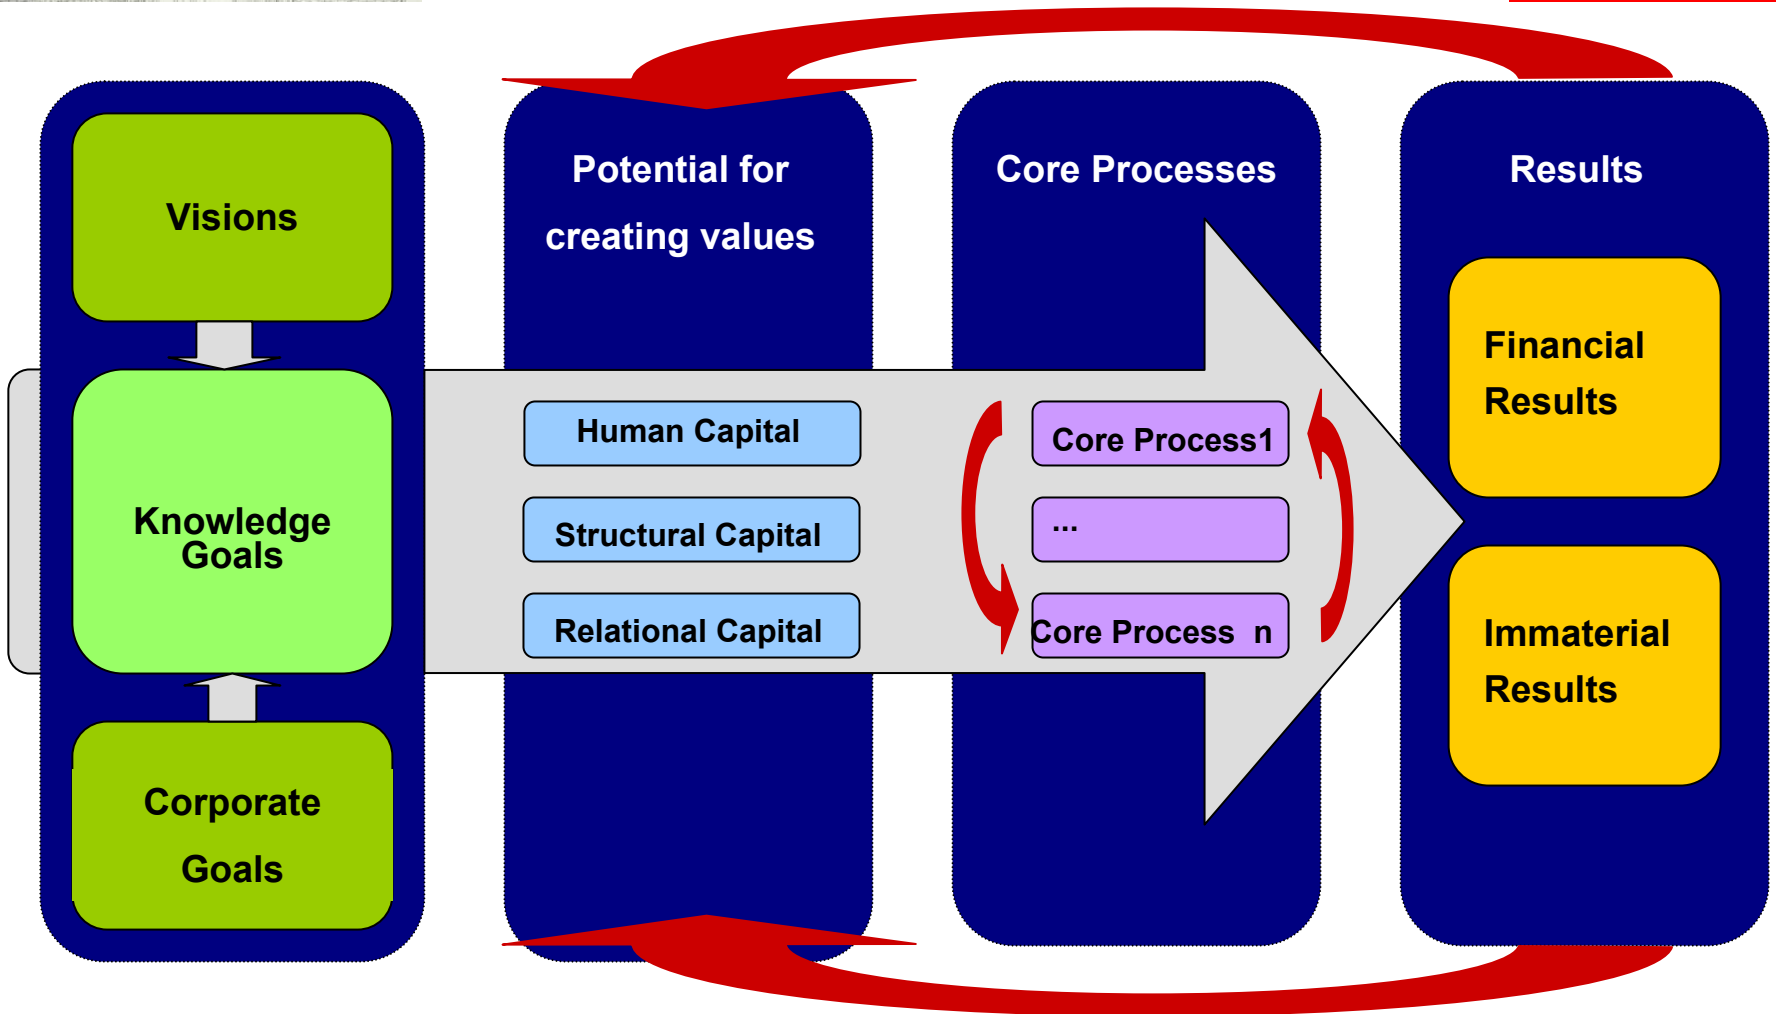 Visions
Knowledge
Goals
Corporate
Goals
Potential for
creating values
Human Capital
Structural Capital
Relational Capital
Core Processes
Core Process1
...
Core Process  n
Results
Financial
Results
Immaterial
Results